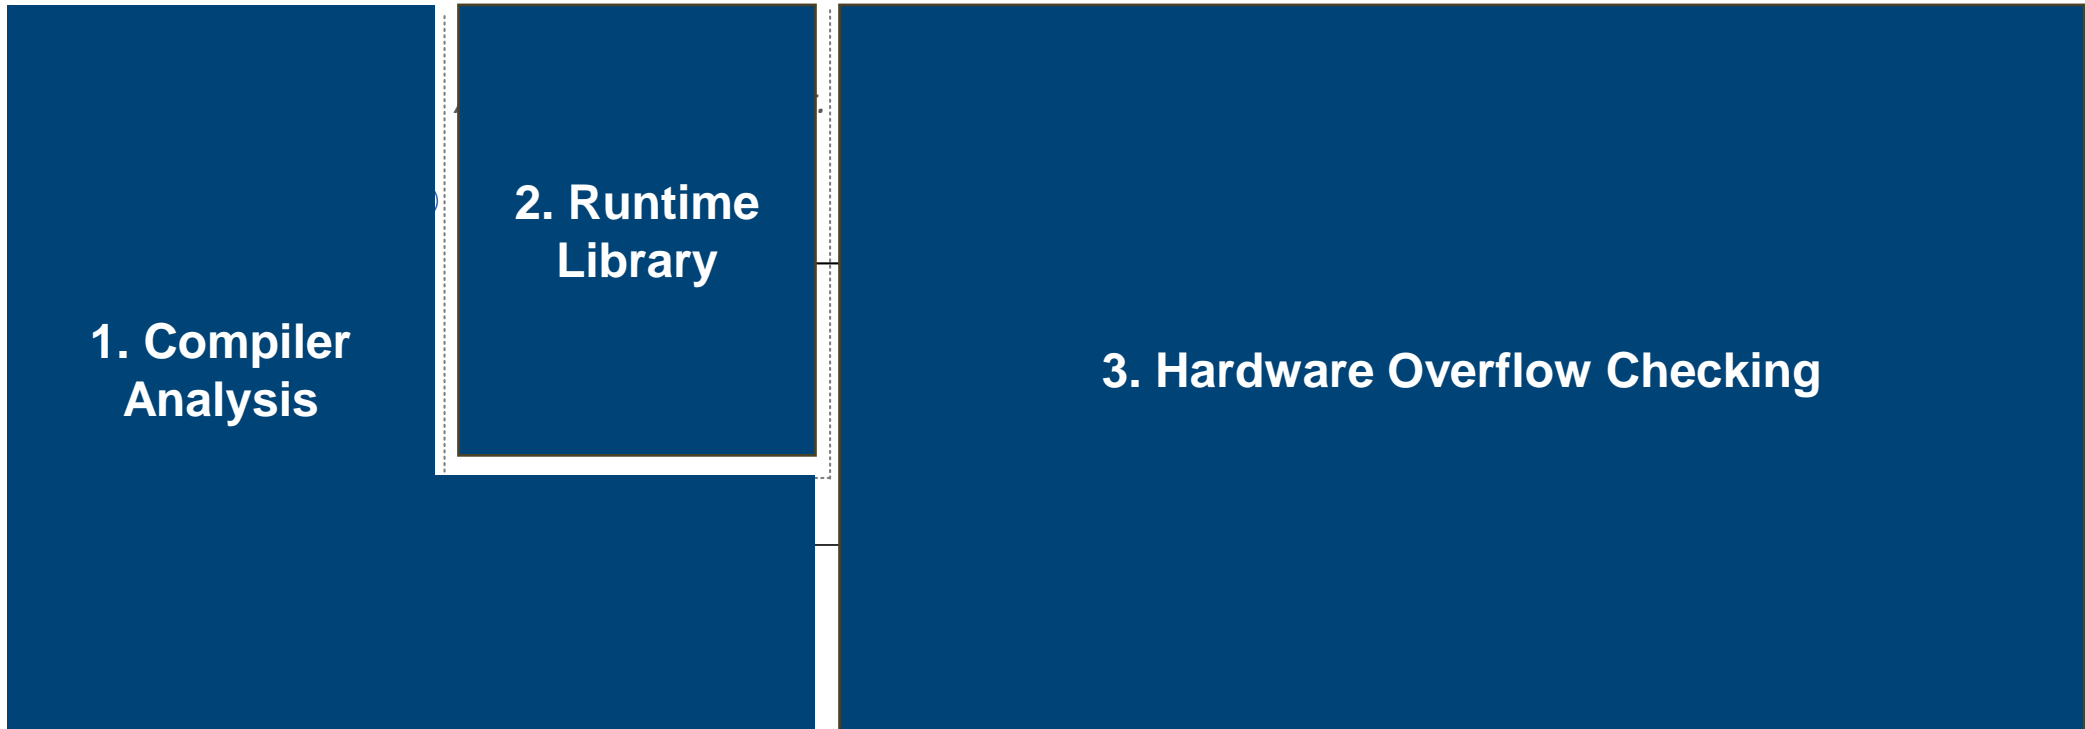 1. Compiler
Analysis
2. Runtime
Library
3. Hardware Overflow Checking